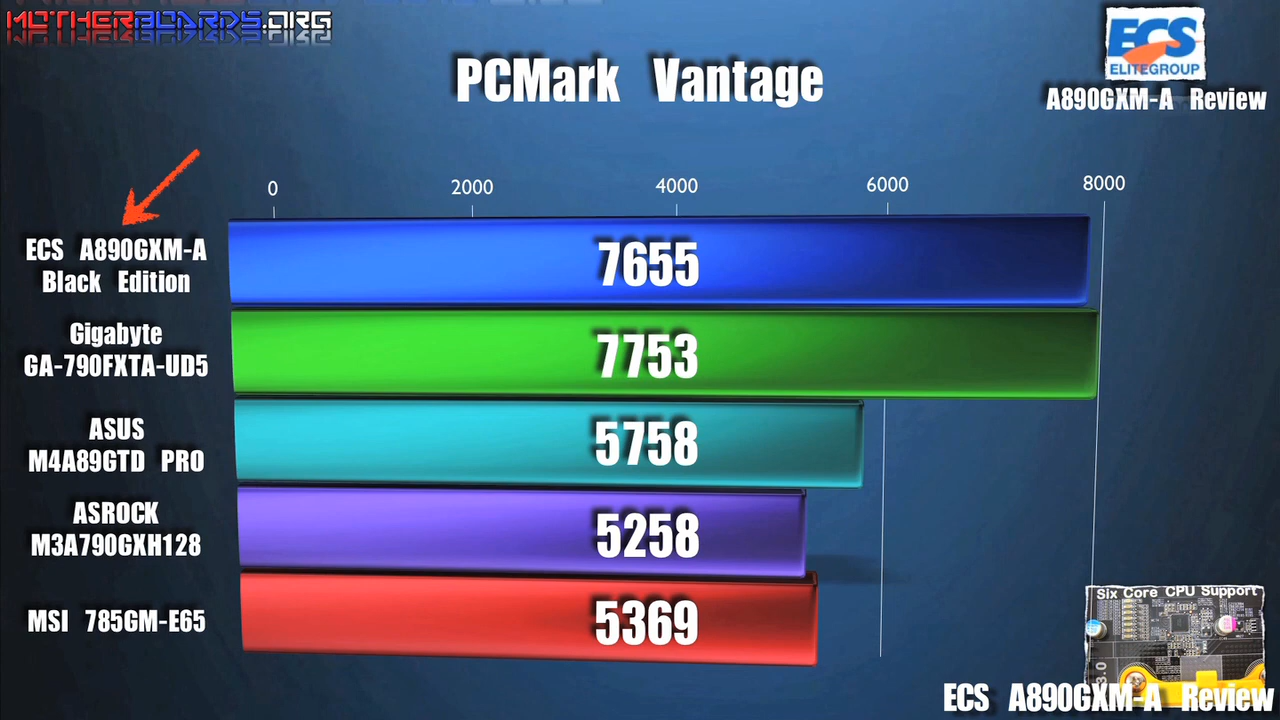 MOTHERBOARDS.ORG
ECS
ELITEGROUP
A890GXM-A Review
PCMark Vantage
0 2000 4000 6000 8000
ECS A890GXM-A
Black Edition
7655
Gigabyte
GA-790FXTA-UD5
7753
ASUS
M4A89GTD PRO
5758
ASROCK
M3A790GXH128
5258
MSI 785GM-E65
5369
Six Core CPU Support
3.0
ECS A890GXM-A Review